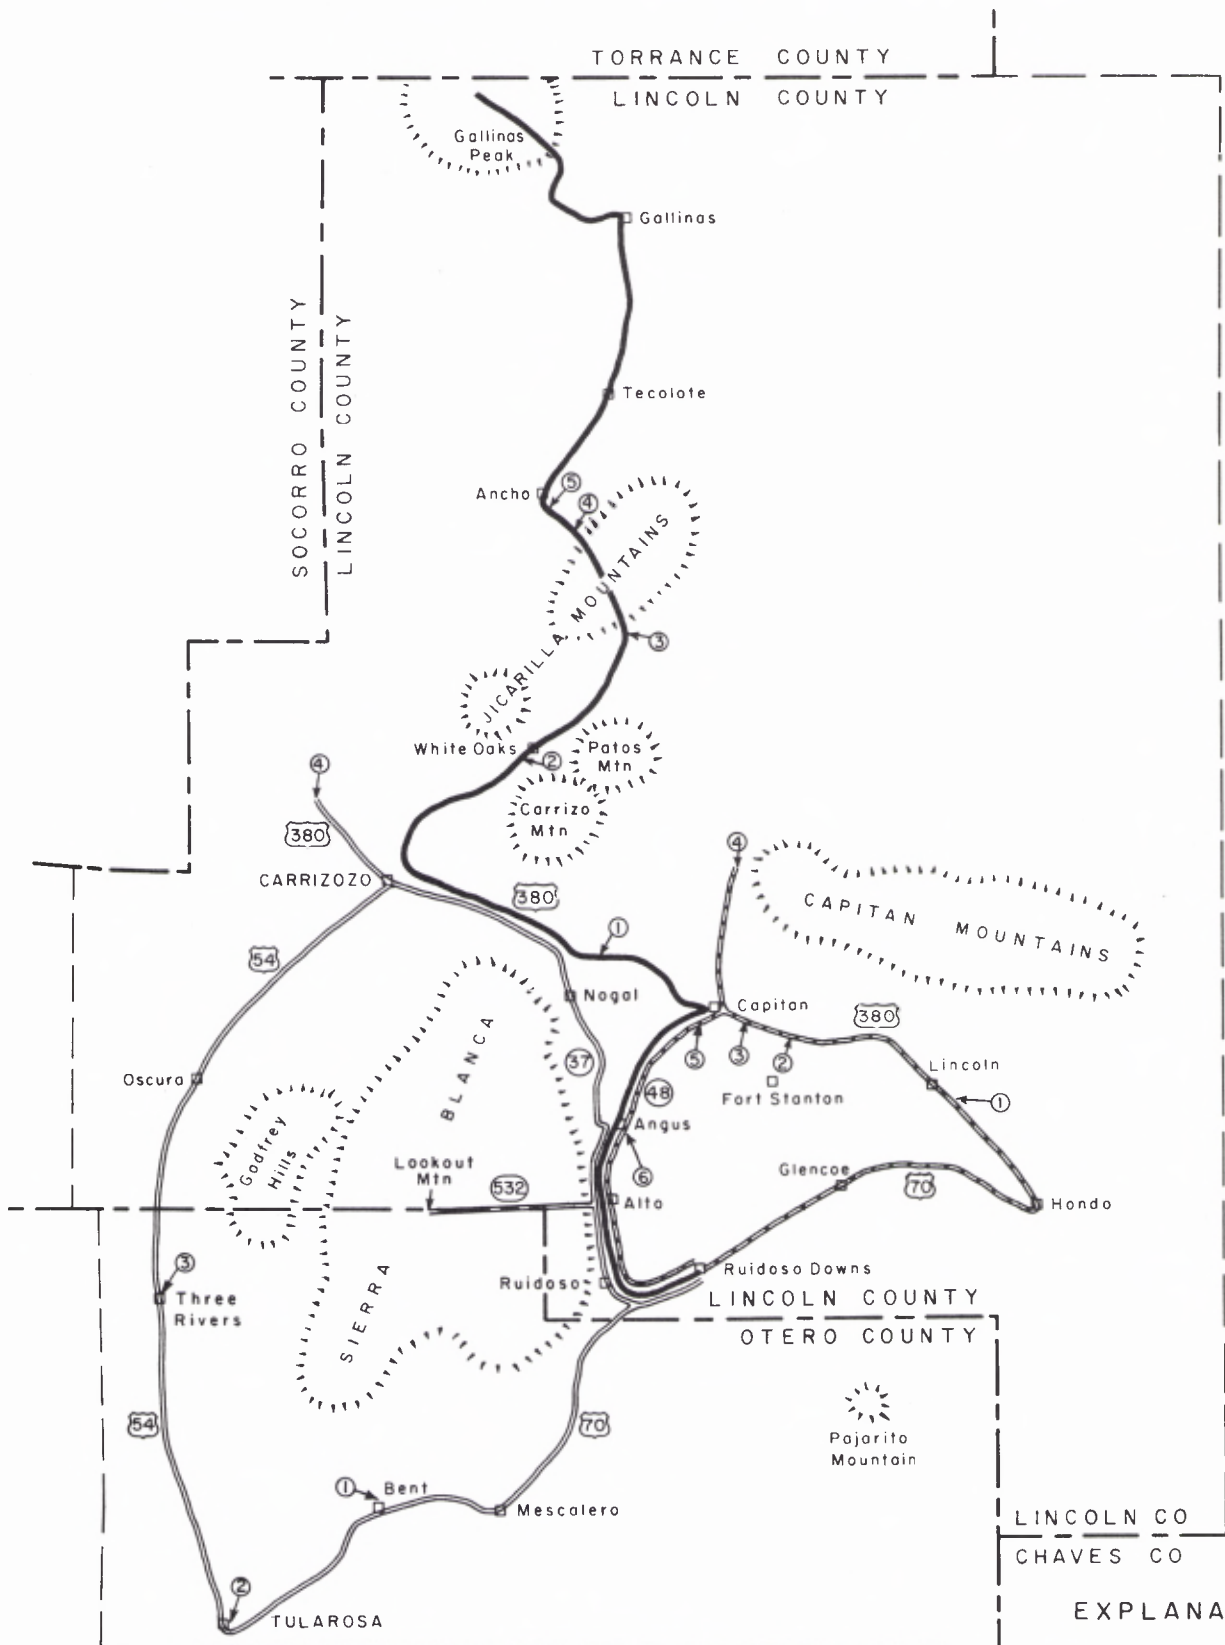 TORRANCE COUNTY
LINCOLN COUNTY
Gallinas
Peak
Gallinas
SOCORRO COUNTY
LINCOLN COUNTY
Tecolote
Ancho
5
4
JICARILLA MOUNTAINS
3
White Oaks
2
Patos
Mtn
4
Carrizo
Mtn
380
4
CARRIZOZO
380
CAPITAN MOUNTAINS
1
54
Nogal
Capitan
380
5
3
2
37
Oscura
SIERRA BLANCA
48
Fort Stanton
Lincoln
1
Godfrey
Hills
Angus
Lookout
Mtn
532
6
Glencoe
70
Alto
Hondo
3
Three
Rivers
Ruidoso
Ruidoso Downs
LINCOLN COUNTY
OTERO COUNTY
54
70
Pajarito
Mountain
1
Bent
Mescalero
LINCOLN CO
CHAVES CO
2
TULAROSA
EXPLANA